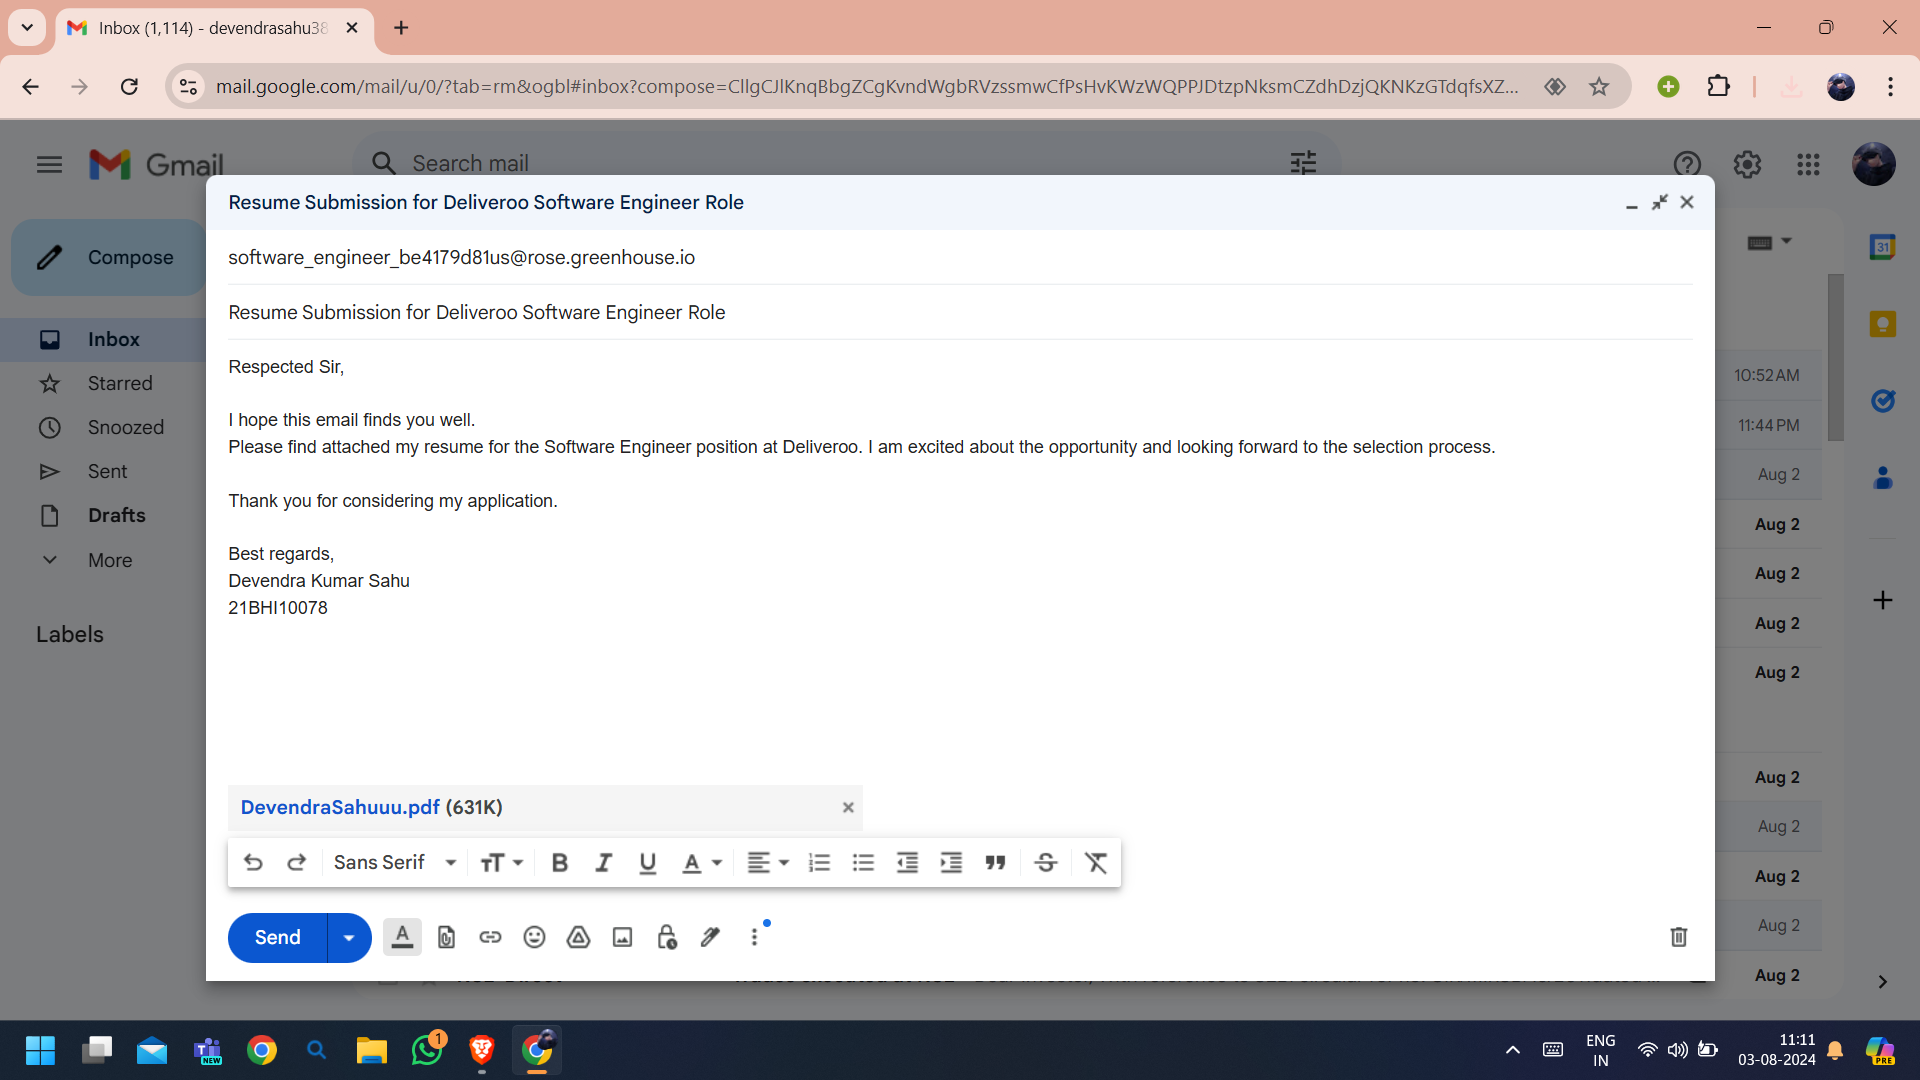 Inbox (1,114) - devendrasahu38
mail.google.com/mail/u/0/?tab=rm&ogbl#inbox?compose=CllgCJlKnqBbgZCgKvndWgbRVzssmwCfPsHvKWzWQPPJDtzpNksmCZdhDzjQKNKzGTdqfsXZ...
Gmail
Search mail
Compose
Inbox
Starred
Snoozed
Sent
Drafts
More
Labels
Resume Submission for Deliveroo Software Engineer Role
software_engineer_be4179d81us@rose.greenhouse.io
Resume Submission for Deliveroo Software Engineer Role
Respected Sir,
I hope this email finds you well.
Please find attached my resume for the Software Engineer position at Deliveroo. I am excited about the opportunity and looking forward to the selection process.
Thank you for considering my application.
Best regards,
Devendra Kumar Sahu
21BHI10078
DevendraSahuuu.pdf (631K)
Sans Serif
Send
10:52 AM
11:44 PM
Aug 2
Aug 2
Aug 2
Aug 2
Aug 2
Aug 2
Aug 2
Aug 2
Aug 2
Aug 2
31
NEW
1
ENG
IN
11:11
03-08-2024
PRE